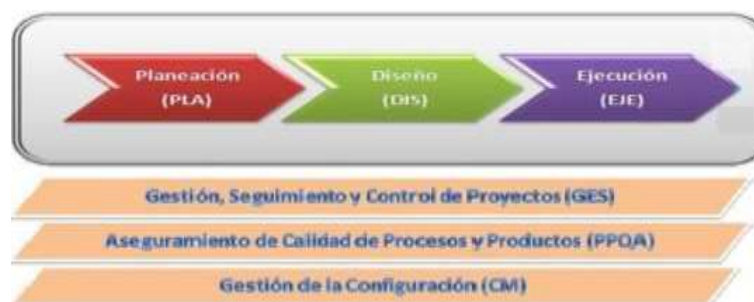 Planeación
(PLA)
Diseño
(DIS)
Ejecución
(EJE)
Gestión, Seguimiento y Control de Proyectos (GES)
Aseguramiento de Calidad de Procesos y Productos (PPQA)
Gestión de la Configuración (CM)